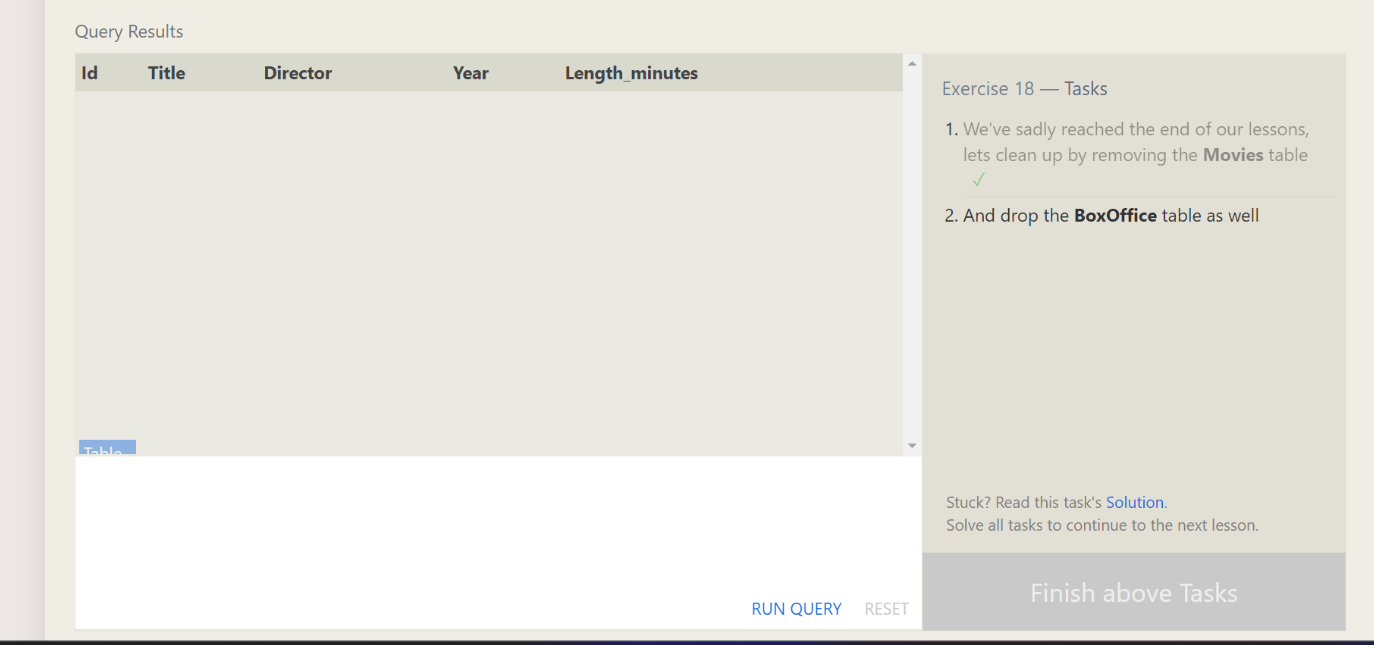 Query Results
Id Title Director Year Length_minutes
Table
Exercise 18 — Tasks
1. We've sadly reached the end of our lessons,
lets clean up by removing the Movies table
✓
2. And drop the BoxOffice table as well
Stuck? Read this task's Solution.
Solve all tasks to continue to the next lesson.
RUN QUERY RESET
Finish above Tasks